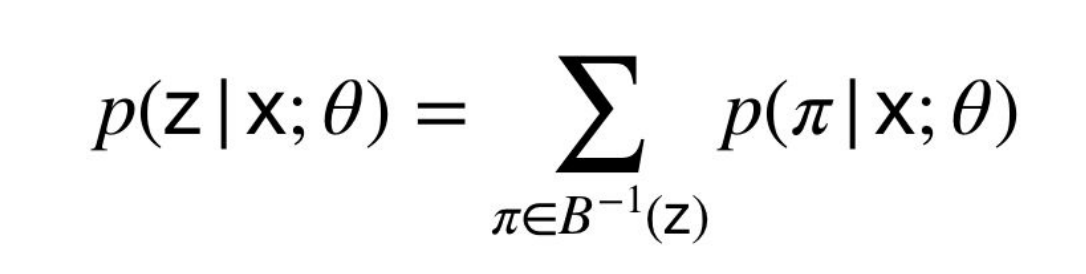 p(z|x; θ) = ∑ p(π|x; θ)
π∈B⁻¹(z)